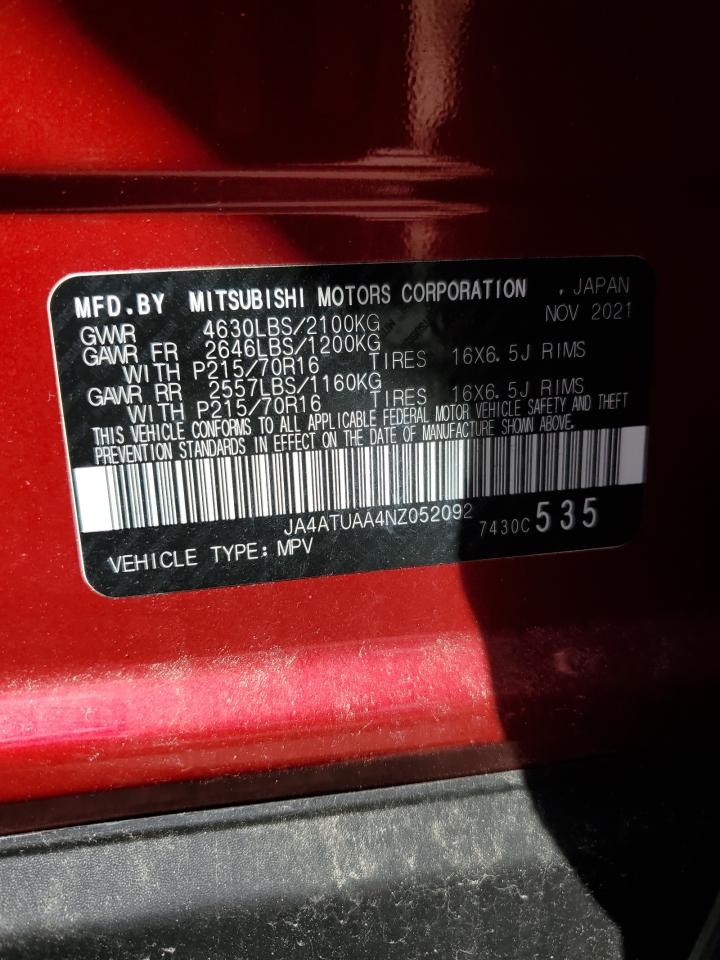 MFD.BY MITSUBISHI MOTORS CORPORATION , JAPAN
NOV 2021
GVWR 4630LBS/2100KG
GAWR FR 2646LBS/1200KG
WITH P215/70R16 TIRES 16X6.5J RIMS
GAWR RR 2557LBS/1160KG
WITH P215/70R16 TIRES 16X6.5J RIMS
THIS VEHICLE CONFORMS TO ALL APPLICABLE FEDERAL MOTOR VEHICLE SAFETY AND THEFT
PREVENTION STANDARDS IN EFFECT ON THE DATE OF MANUFACTURE SHOWN ABOVE.
JA4ATUAA4NZ052092 7430C 535
VEHICLE TYPE: MPV